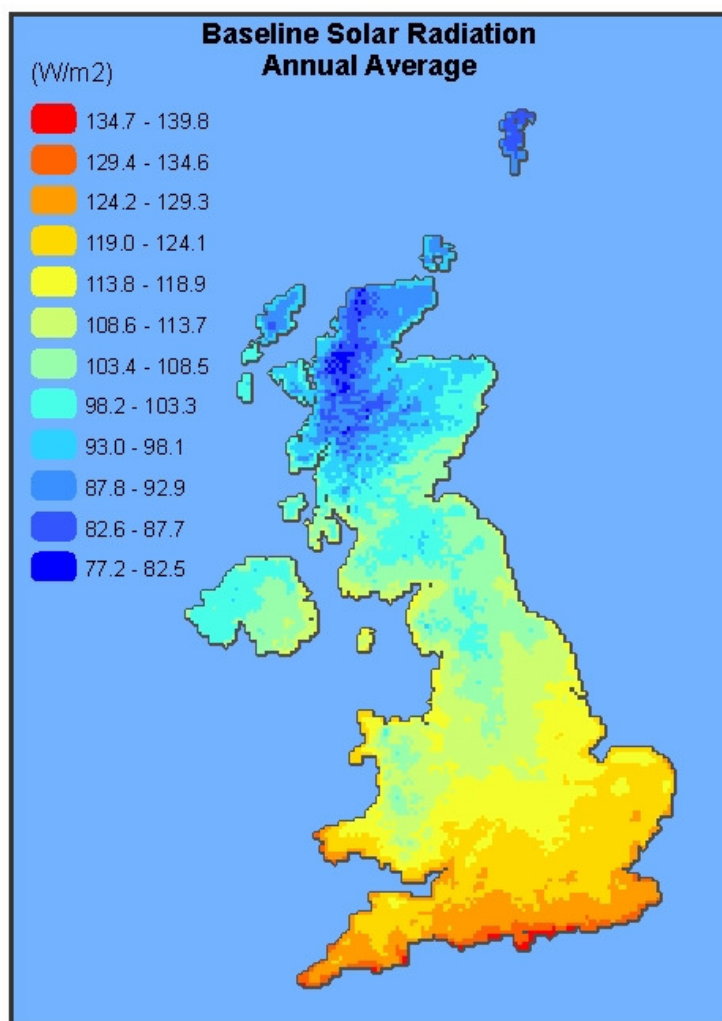 Baseline Solar Radiation
Annual Average
(W/m2)
134.7 - 139.8
129.4 - 134.6
124.2 - 129.3
119.0 - 124.1
113.8 - 118.9
108.6 - 113.7
103.4 - 108.5
98.2 - 103.3
93.0 - 98.1
87.8 - 92.9
82.6 - 87.7
77.2 - 82.5